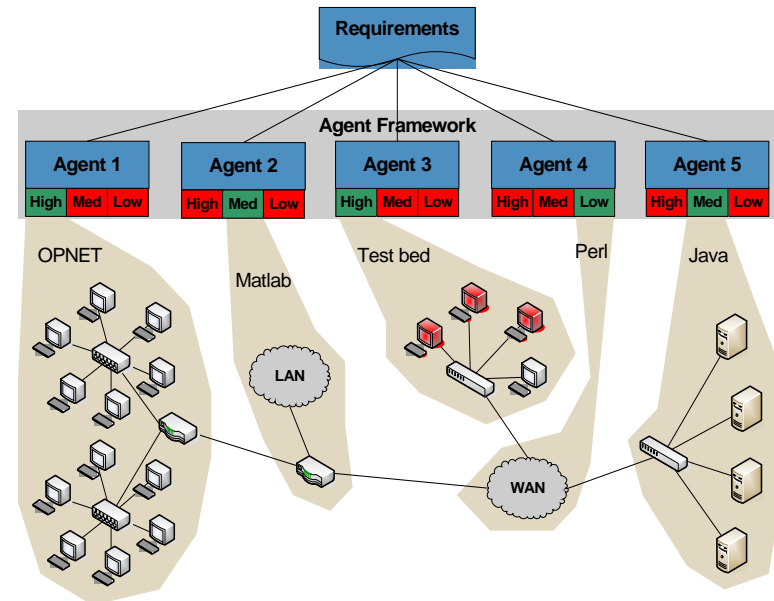 Requirements
Agent Framework
Agent 1
Agent 2
Agent 3
Agent 4
Agent 5
High Med Low
High Med Low
High Med Low
High Med Low
High Med Low
OPNET
Matlab
Test bed
Perl
Java
LAN
WAN